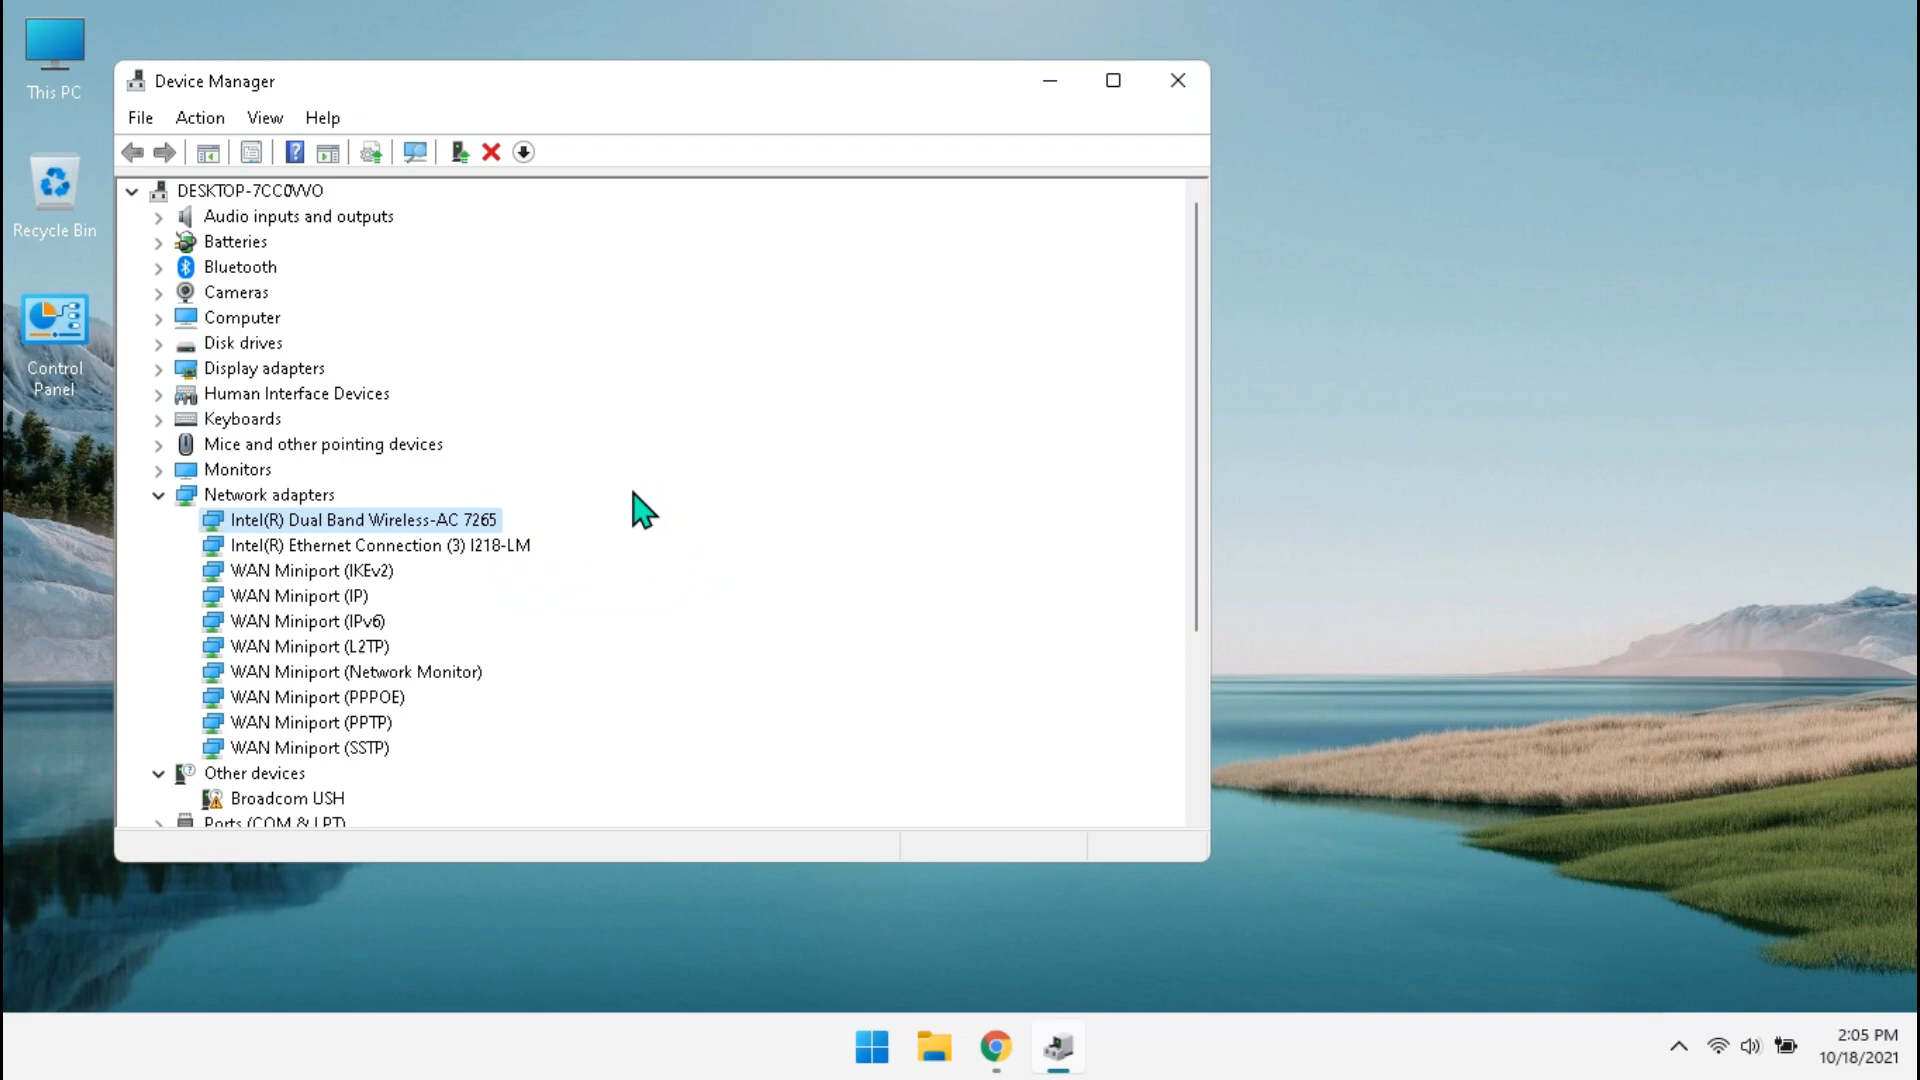 This PC
Recycle Bin
Control
Panel
Device Manager
File Action View Help
DESKTOP-7CC0VVO
Audio inputs and outputs
Batteries
Bluetooth
Cameras
Computer
Disk drives
Display adapters
Human Interface Devices
Keyboards
Mice and other pointing devices
Monitors
Network adapters
Intel(R) Dual Band Wireless-AC 7265
Intel(R) Ethernet Connection (3) I218-LM
WAN Miniport (IKEv2)
WAN Miniport (IP)
WAN Miniport (IPv6)
WAN Miniport (L2TP)
WAN Miniport (Network Monitor)
WAN Miniport (PPPOE)
WAN Miniport (PPTP)
WAN Miniport (SSTP)
Other devices
Broadcom USH
Ports (COM & LPT)
2:05 PM
10/18/2021